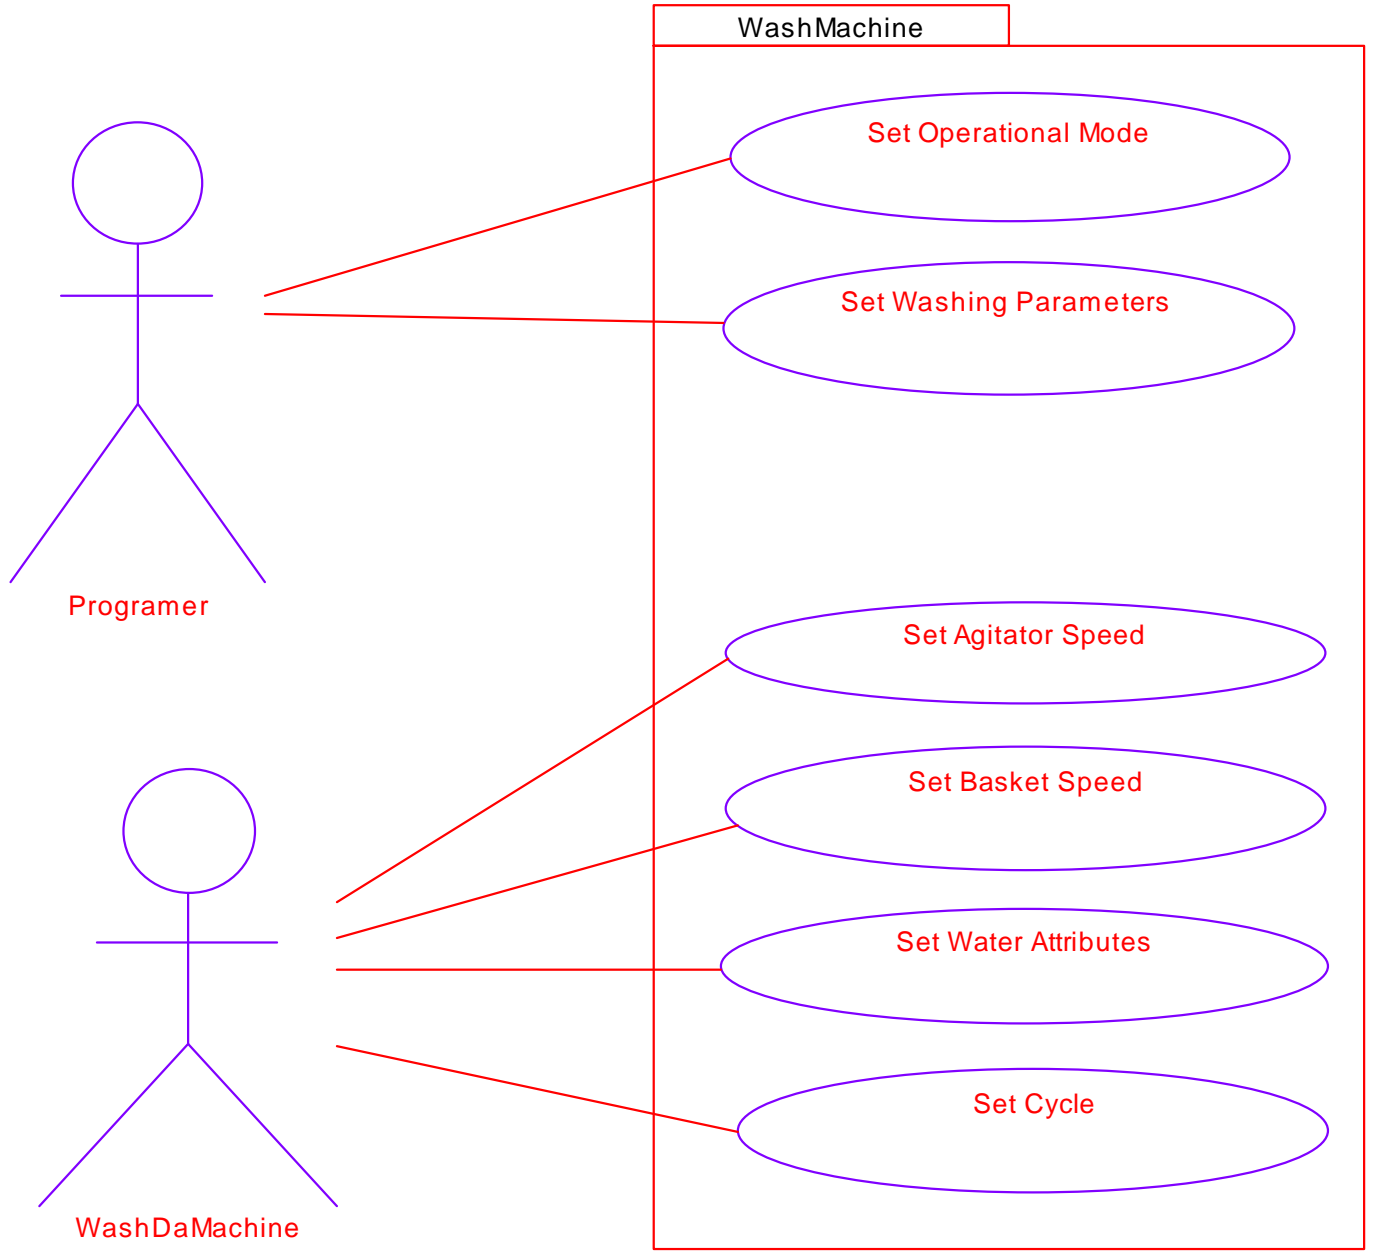 WashMachine
Set Operational Mode
Set Washing Parameters
Programer
Set Agitator Speed
Set Basket Speed
Set Water Attributes
Set Cycle
WashDaMachine